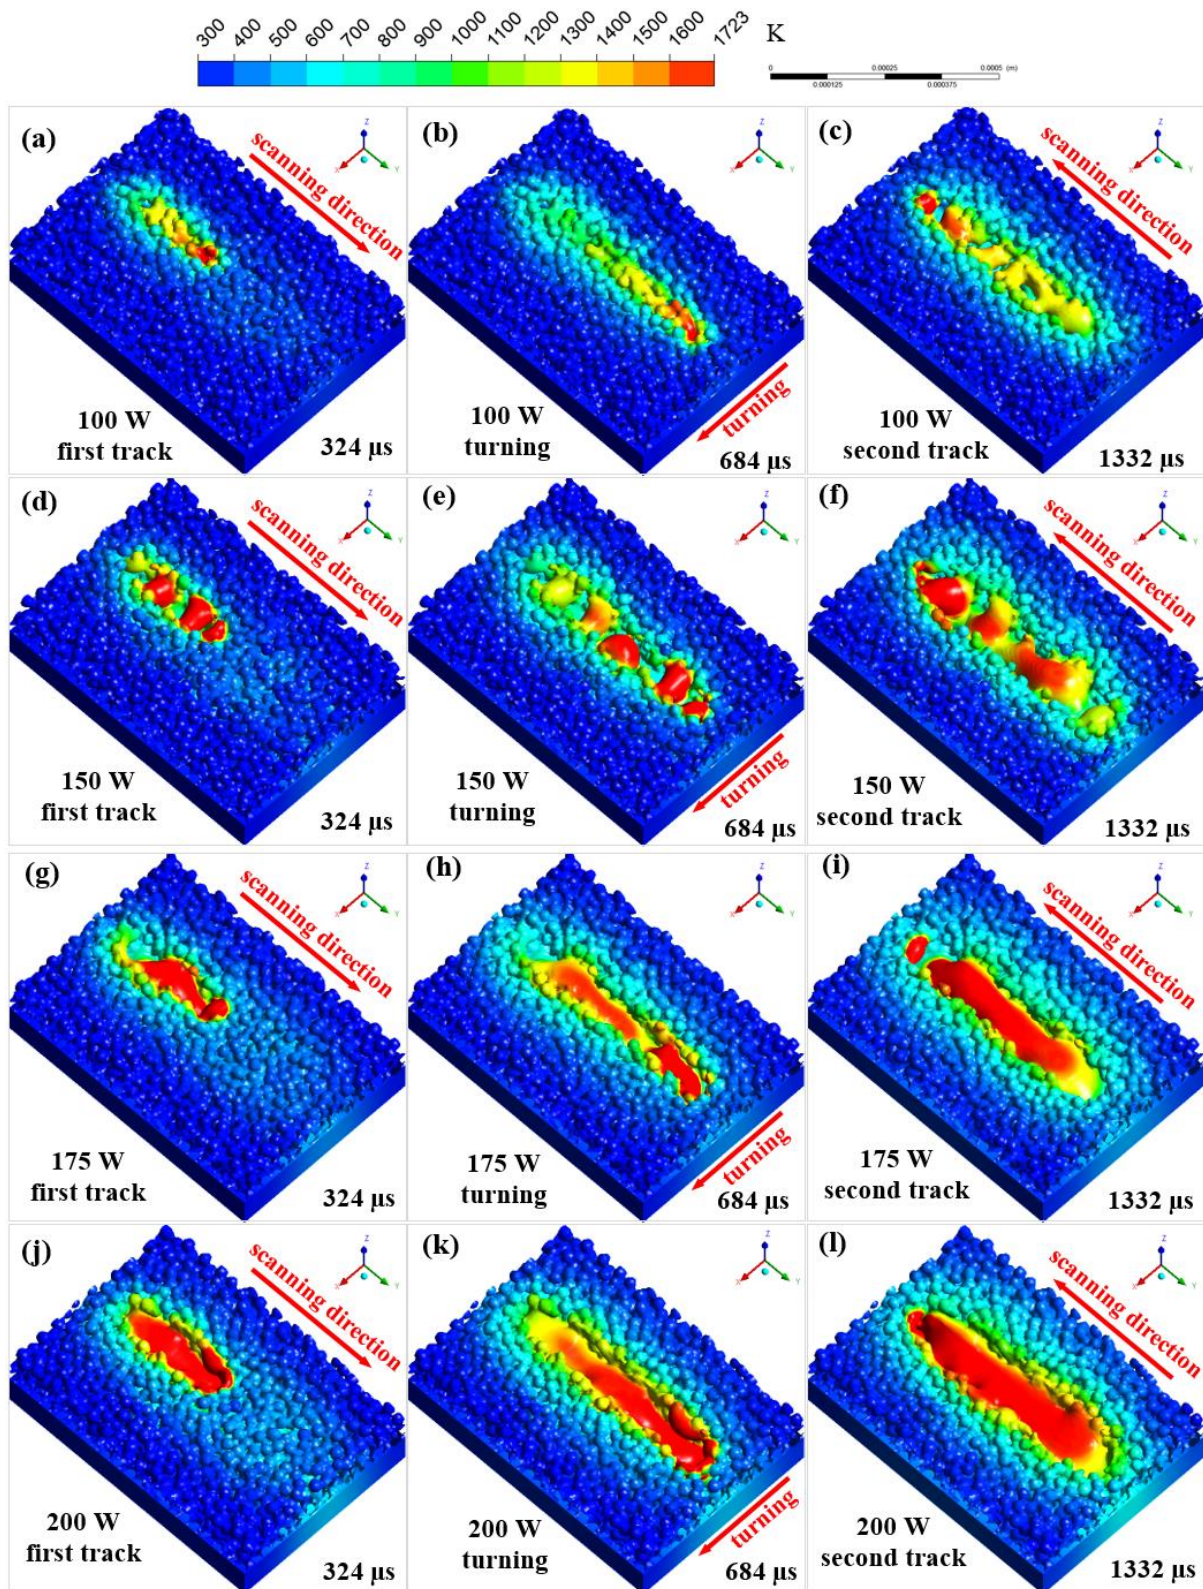 300 400 500 600 700 800 900 1000 1100 1200 1300 1400 1500 1600 1723 K
0 0.00025 0.0005 (m)
0.000125 0.000375
(a) scanning direction Z X Y
100 W
first track
324 μs
(b) Z X Y
100 W
turning
turning
684 μs
(c) scanning direction Z X Y
100 W
second track
1332 μs
(d) scanning direction Z X Y
150 W
first track
324 μs
(e) Z X Y
150 W
turning
turning
684 μs
(f) scanning direction Z X Y
150 W
second track
1332 μs
(g) scanning direction Z X Y
175 W
first track
324 μs
(h) Z X Y
175 W
turning
turning
684 μs
(i) scanning direction Z X Y
175 W
second track
1332 μs
(j) scanning direction Z X Y
200 W
first track
324 μs
(k) Z X Y
200 W
turning
turning
684 μs
(l) scanning direction Z X Y
200 W
second track
1332 μs